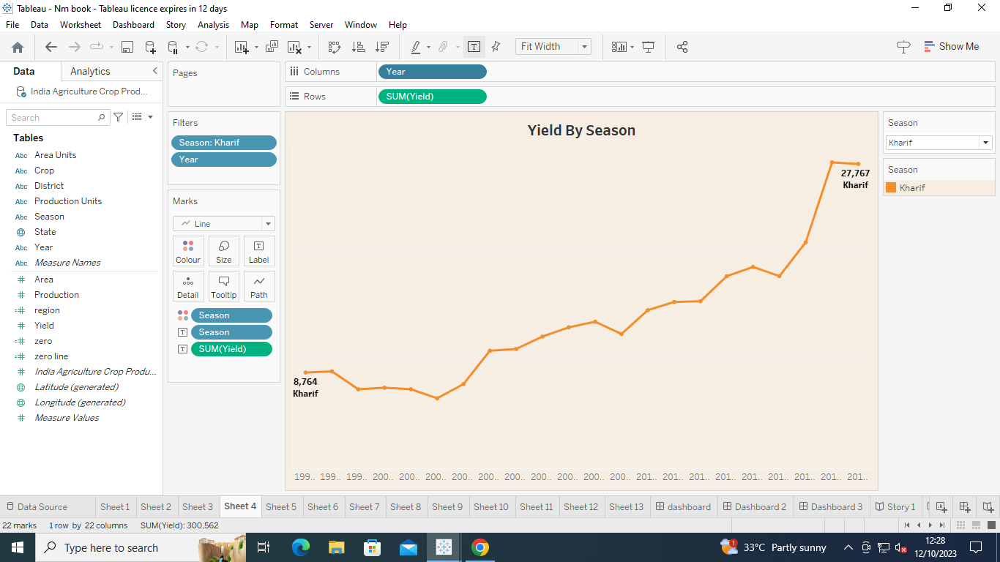 Tableau - Nm book - Tableau licence expires in 12 days
File Data Worksheet Dashboard Story Analysis Map Format Server Window Help
Fit Width
Show Me
Data Analytics
India Agriculture Crop Prod...
Search
Tables
Abc Area Units
Abc Crop
Abc District
Abc Production Units
Abc Season
State
Abc Year
Abc Measure Names
Area
Production
region
Yield
zero
zero line
India Agriculture Crop Produ...
Latitude (generated)
Longitude (generated)
Measure Values
Pages
Filters
Season: Kharif
Year
Marks
Line
Colour Size Label
Detail Tooltip Path
Season
Season
SUM(Yield)
Columns Year
Rows SUM(Yield)
Yield By Season
27,767
Kharif
8,764
Kharif
199.. 199.. 199.. 200.. 200.. 200.. 200.. 200.. 200.. 200.. 200.. 200.. 200.. 201.. 201.. 201.. 201.. 201.. 201.. 201.. 201.. 201..
Season
Kharif
Season
Kharif
Data Source Sheet 1 Sheet 2 Sheet 3 Sheet 4 Sheet 5 Sheet 6 Sheet 7 Sheet 8 Sheet 9 Sheet 10 Sheet 11 Sheet 12 Sheet 13 dashboard Dashboard 2 Dashboard 3 Story 1
22 marks 1 row by 22 columns SUM(Yield): 300,562
Type here to search
1
33°C Partly sunny
12:28
12/10/2023